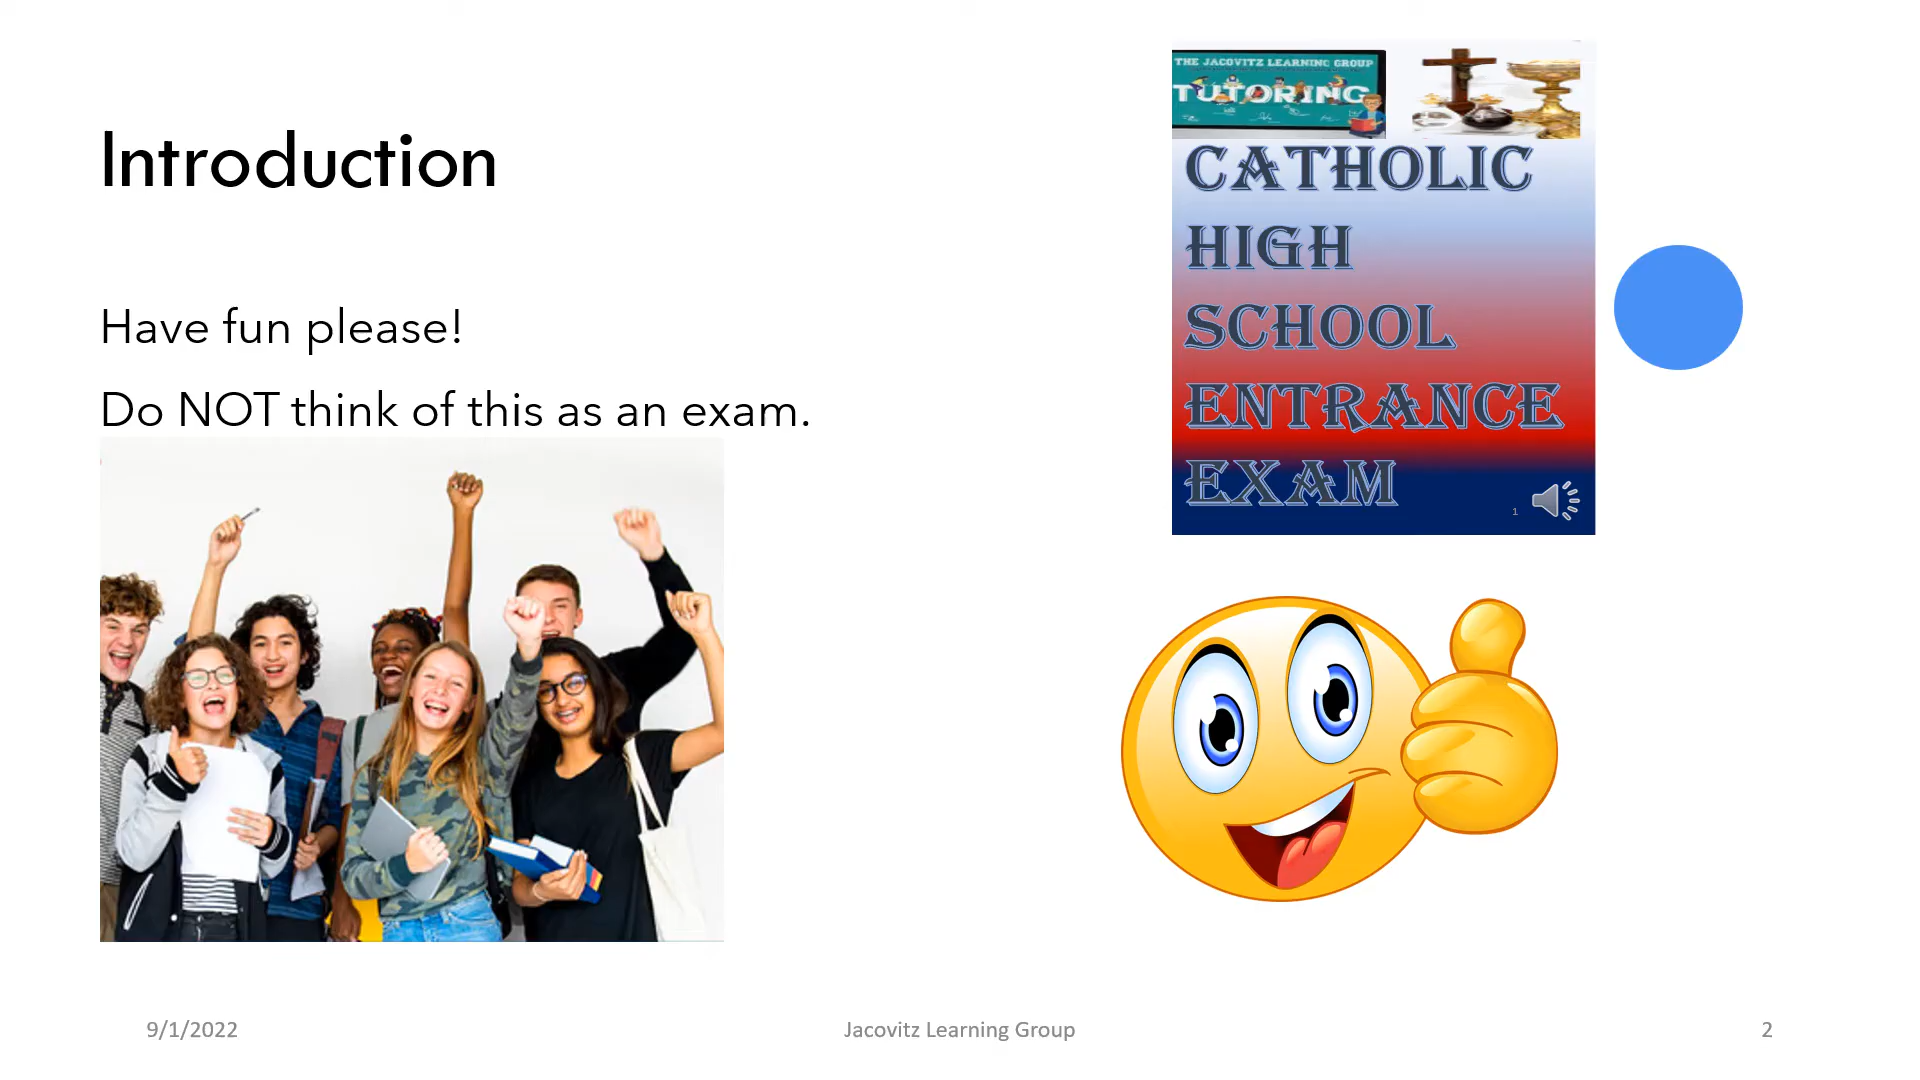 Introduction
Have fun please!
Do NOT think of this as an exam.
THE JACOVITZ LEARNING GROUP
TUTORING
CATHOLIC
HIGH
SCHOOL
ENTRANCE
EXAM
1
9/1/2022
Jacovitz Learning Group
2